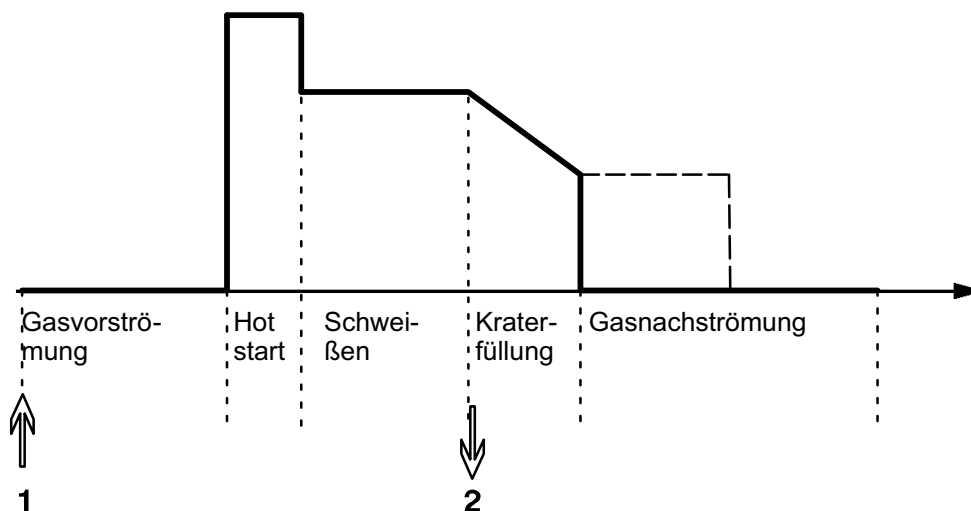 Gasvorströ-
mung
Hot
start
Schwei-
ßen
Krater-
füllung
Gasnachströmung
1
2